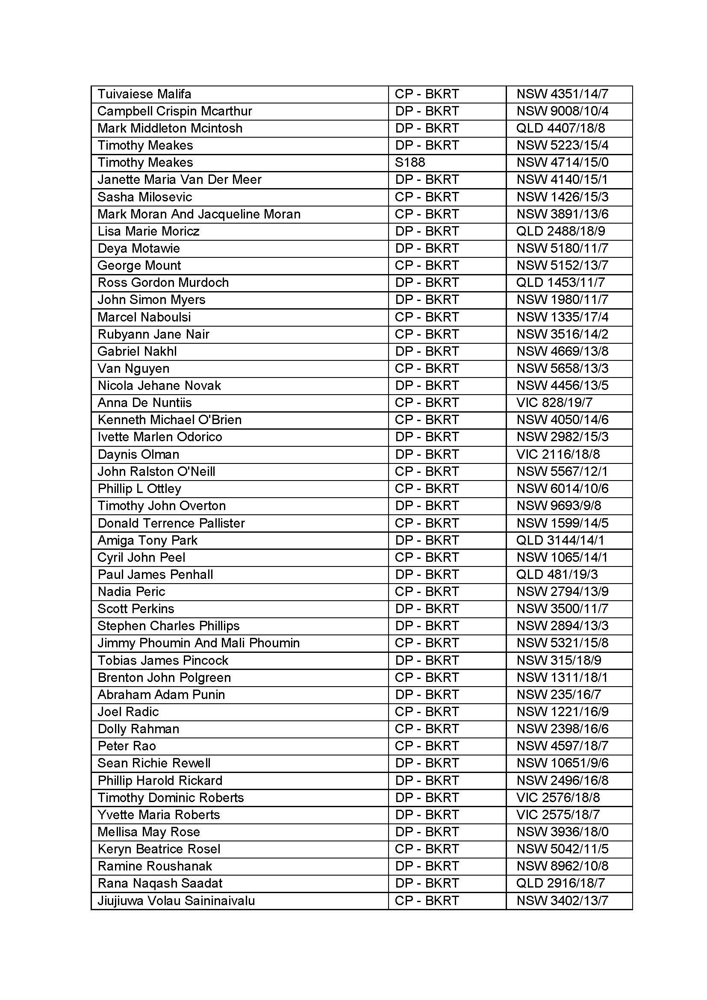 Tuivaiese Malifa CP - BKRT NSW 4351/14/7
Campbell Crispin Mcarthur DP - BKRT NSW 9008/10/4
Mark Middleton Mcintosh DP - BKRT QLD 4407/18/8
Timothy Meakes DP - BKRT NSW 5223/15/4
Timothy Meakes S188 NSW 4714/15/0
Janette Maria Van Der Meer DP - BKRT NSW 4140/15/1
Sasha Milosevic CP - BKRT NSW 1426/15/3
Mark Moran And Jacqueline Moran CP - BKRT NSW 3891/13/6
Lisa Marie Moricz DP - BKRT QLD 2488/18/9
Deya Motawie DP - BKRT NSW 5180/11/7
George Mount CP - BKRT NSW 5152/13/7
Ross Gordon Murdoch DP - BKRT QLD 1453/11/7
John Simon Myers DP - BKRT NSW 1980/11/7
Marcel Naboulsi CP - BKRT NSW 1335/17/4
Rubyann Jane Nair CP - BKRT NSW 3516/14/2
Gabriel Nakhl DP - BKRT NSW 4669/13/8
Van Nguyen CP - BKRT NSW 5658/13/3
Nicola Jehane Novak DP - BKRT NSW 4456/13/5
Anna De Nuntiis CP - BKRT VIC 828/19/7
Kenneth Michael O'Brien CP - BKRT NSW 4050/14/6
Ivette Marlen Odorico DP - BKRT NSW 2982/15/3
Daynis Olman DP - BKRT VIC 2116/18/8
John Ralston O'Neill CP - BKRT NSW 5567/12/1
Phillip L Ottley CP - BKRT NSW 6014/10/6
Timothy John Overton DP - BKRT NSW 9693/9/8
Donald Terrence Pallister CP - BKRT NSW 1599/14/5
Amiga Tony Park DP - BKRT QLD 3144/14/1
Cyril John Peel CP - BKRT NSW 1065/14/1
Paul James Penhall DP - BKRT QLD 481/19/3
Nadia Peric CP - BKRT NSW 2794/13/9
Scott Perkins DP - BKRT NSW 3500/11/7
Stephen Charles Phillips DP - BKRT NSW 2894/13/3
Jimmy Phoumin And Mali Phoumin CP - BKRT NSW 5321/15/8
Tobias James Pincock DP - BKRT NSW 315/18/9
Brenton John Polgreen CP - BKRT NSW 1311/18/1
Abraham Adam Punin DP - BKRT NSW 235/16/7
Joel Radic CP - BKRT NSW 1221/16/9
Dolly Rahman CP - BKRT NSW 2398/16/6
Peter Rao CP - BKRT NSW 4597/18/7
Sean Richie Rewell DP - BKRT NSW 10651/9/6
Phillip Harold Rickard DP - BKRT NSW 2496/16/8
Timothy Dominic Roberts DP - BKRT VIC 2576/18/8
Yvette Maria Roberts DP - BKRT VIC 2575/18/7
Mellisa May Rose DP - BKRT NSW 3936/18/0
Keryn Beatrice Rosel CP - BKRT NSW 5042/11/5
Ramine Roushanak DP - BKRT NSW 8962/10/8
Rana Naqash Saadat DP - BKRT QLD 2916/18/7
Jiujiuwa Volau Saininaivalu CP - BKRT NSW 3402/13/7